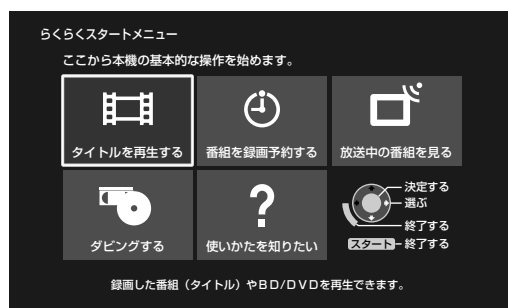 らくらくスタートメニュー
ここから本機の基本的な操作を始めます。
タイトルを再生する
番組を録画予約する
放送中の番組を見る
ダビングする
?
使いかたを知りたい
決定する
選ぶ
終了する
スタート 終了する
録画した番組（タイトル）やBD/DVDを再生できます。